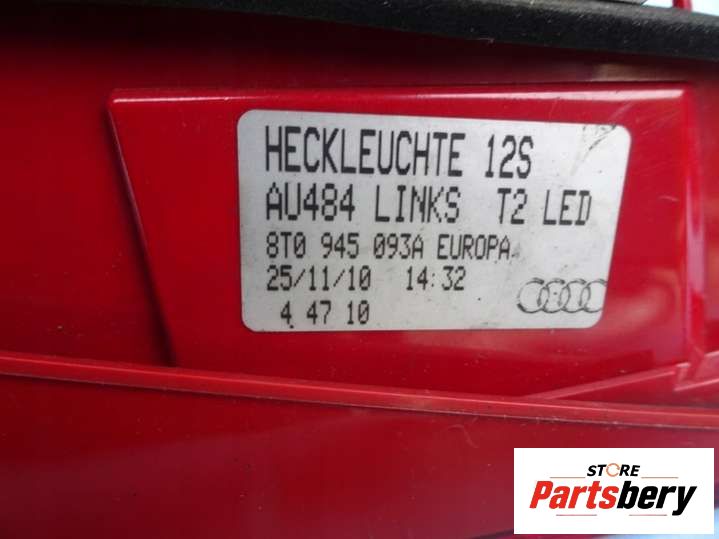 HECKLEUCHTE 12S
AU484 LINKS T2 LED
8T0 945 093A EUROPA
25/11/10 14:32
4 47 10
STORE
Partsbery